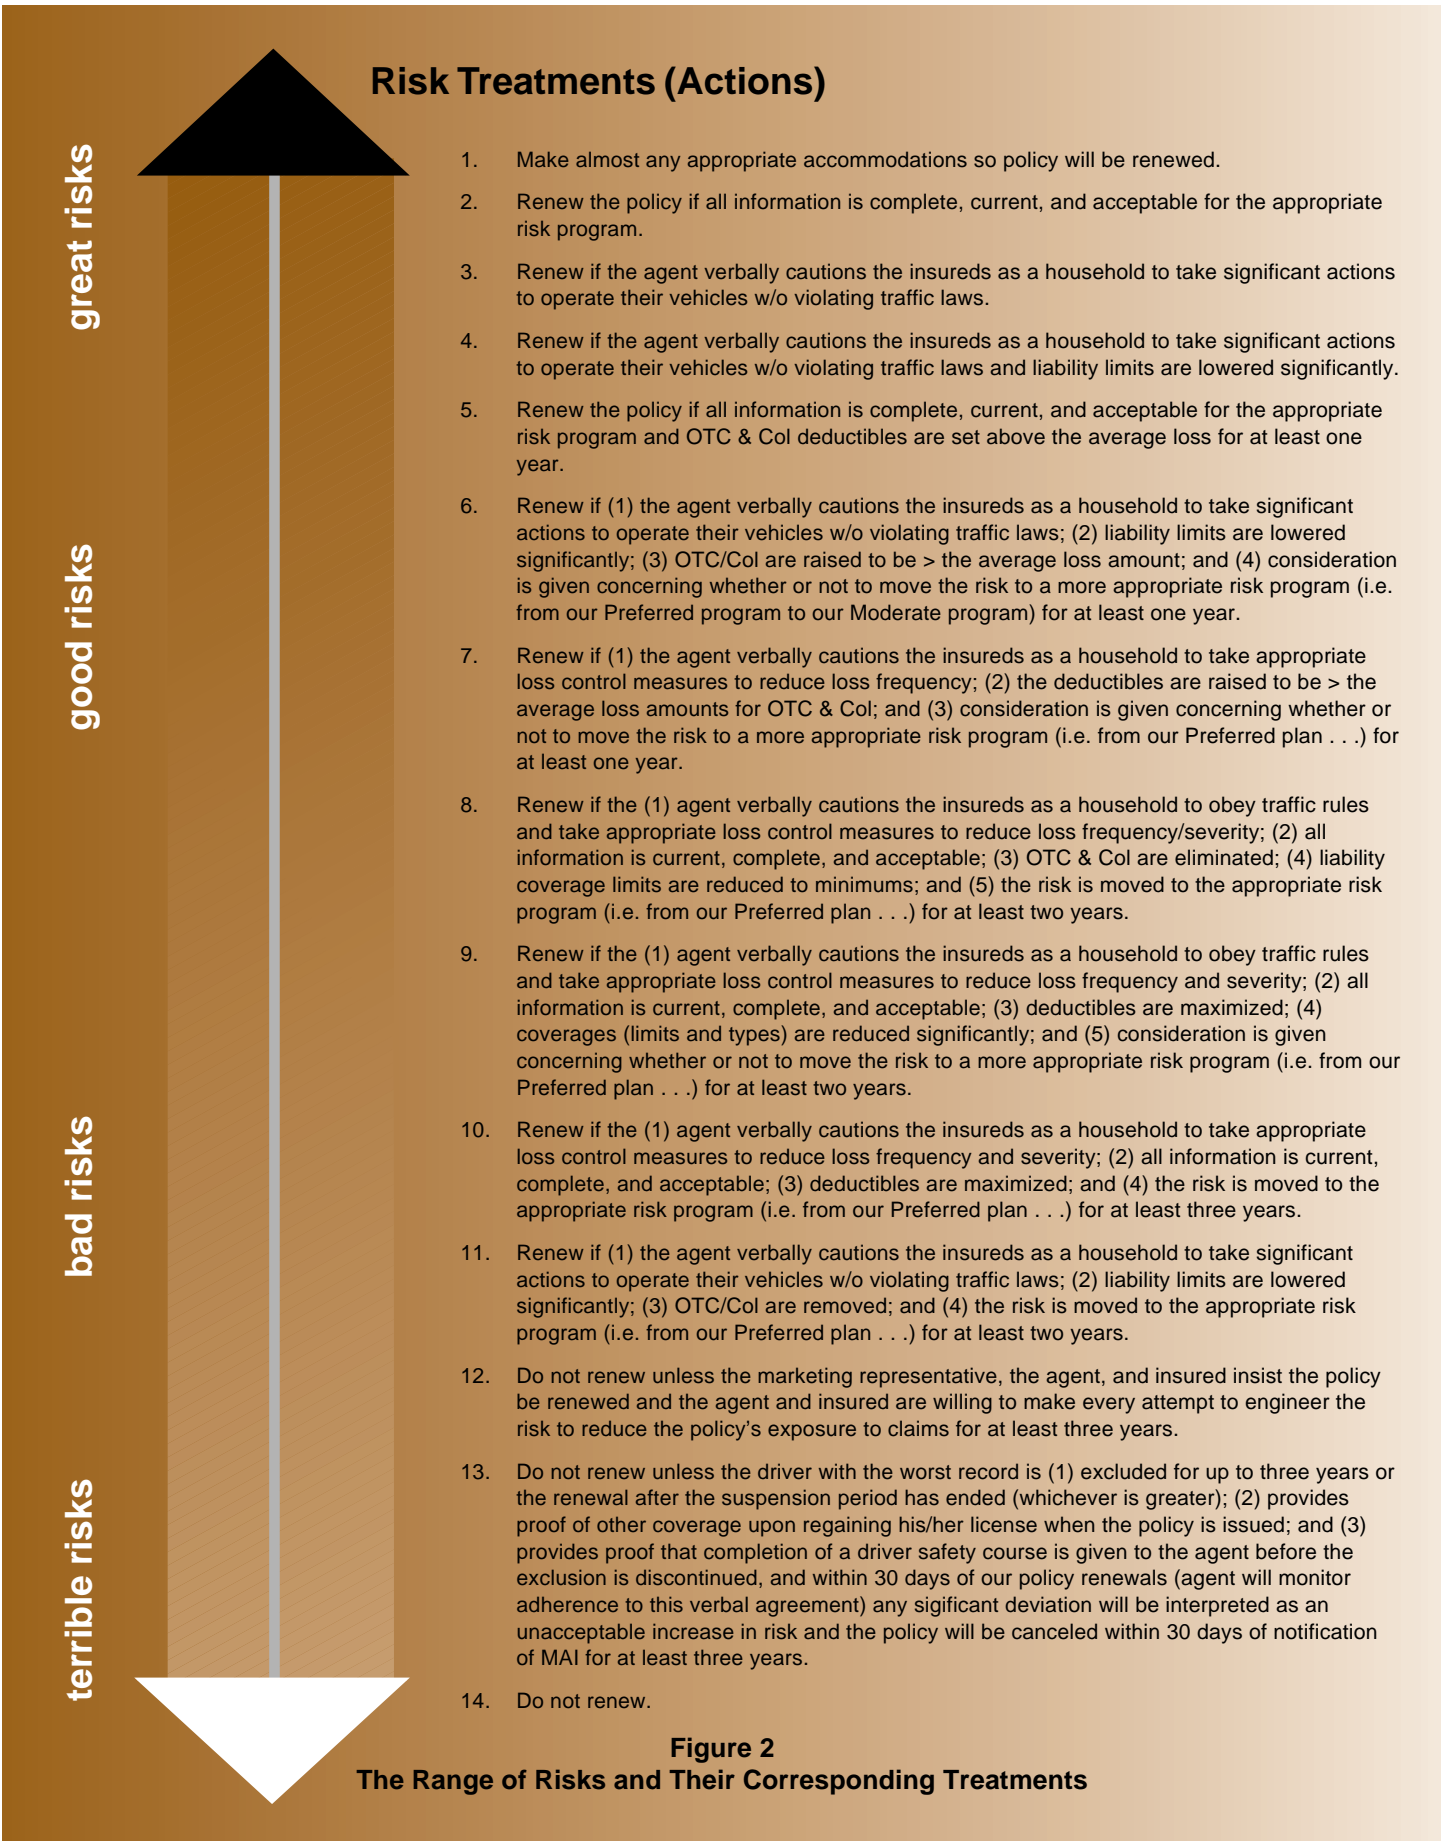 Risk Treatments (Actions)
great risks
good risks
bad risks
terrible risks
1. Make almost any appropriate accommodations so policy will be renewed.
2. Renew the policy if all information is complete, current, and acceptable for the appropriate
risk program.
3. Renew if the agent verbally cautions the insureds as a household to take significant actions
to operate their vehicles w/o violating traffic laws.
4. Renew if the agent verbally cautions the insureds as a household to take significant actions
to operate their vehicles w/o violating traffic laws and liability limits are lowered significantly.
5. Renew the policy if all information is complete, current, and acceptable for the appropriate
risk program and OTC & Col deductibles are set above the average loss for at least one
year.
6. Renew if (1) the agent verbally cautions the insureds as a household to take significant
actions to operate their vehicles w/o violating traffic laws; (2) liability limits are lowered
significantly; (3) OTC/Col are raised to be > the average loss amount; and (4) consideration
is given concerning whether or not to move the risk to a more appropriate risk program (i.e.
from our Preferred program to our Moderate program) for at least one year.
7. Renew if (1) the agent verbally cautions the insureds as a household to take appropriate
loss control measures to reduce loss frequency; (2) the deductibles are raised to be > the
average loss amounts for OTC & Col; and (3) consideration is given concerning whether or
not to move the risk to a more appropriate risk program (i.e. from our Preferred plan . . .) for
at least one year.
8. Renew if the (1) agent verbally cautions the insureds as a household to obey traffic rules
and take appropriate loss control measures to reduce loss frequency/severity; (2) all
information is current, complete, and acceptable; (3) OTC & Col are eliminated; (4) liability
coverage limits are reduced to minimums; and (5) the risk is moved to the appropriate risk
program (i.e. from our Preferred plan . . .) for at least two years.
9. Renew if the (1) agent verbally cautions the insureds as a household to obey traffic rules
and take appropriate loss control measures to reduce loss frequency and severity; (2) all
information is current, complete, and acceptable; (3) deductibles are maximized; (4)
coverages (limits and types) are reduced significantly; and (5) consideration is given
concerning whether or not to move the risk to a more appropriate risk program (i.e. from our
Preferred plan . . .) for at least two years.
10. Renew if the (1) agent verbally cautions the insureds as a household to take appropriate
loss control measures to reduce loss frequency and severity; (2) all information is current,
complete, and acceptable; (3) deductibles are maximized; and (4) the risk is moved to the
appropriate risk program (i.e. from our Preferred plan . . .) for at least three years.
11. Renew if (1) the agent verbally cautions the insureds as a household to take significant
actions to operate their vehicles w/o violating traffic laws; (2) liability limits are lowered
significantly; (3) OTC/Col are removed; and (4) the risk is moved to the appropriate risk
program (i.e. from our Preferred plan . . .) for at least two years.
12. Do not renew unless the marketing representative, the agent, and insured insist the policy
be renewed and the agent and insured are willing to make every attempt to engineer the
risk to reduce the policy’s exposure to claims for at least three years.
13. Do not renew unless the driver with the worst record is (1) excluded for up to three years or
the renewal after the suspension period has ended (whichever is greater); (2) provides
proof of other coverage upon regaining his/her license when the policy is issued; and (3)
provides proof that completion of a driver safety course is given to the agent before the
exclusion is discontinued, and within 30 days of our policy renewals (agent will monitor
adherence to this verbal agreement) any sigificant deviation will be interpreted as an
unacceptable increase in risk and the policy will be canceled within 30 days of notification
of MAI for at least three years.
14. Do not renew.
Figure 2
The Range of Risks and Their Corresponding Treatments